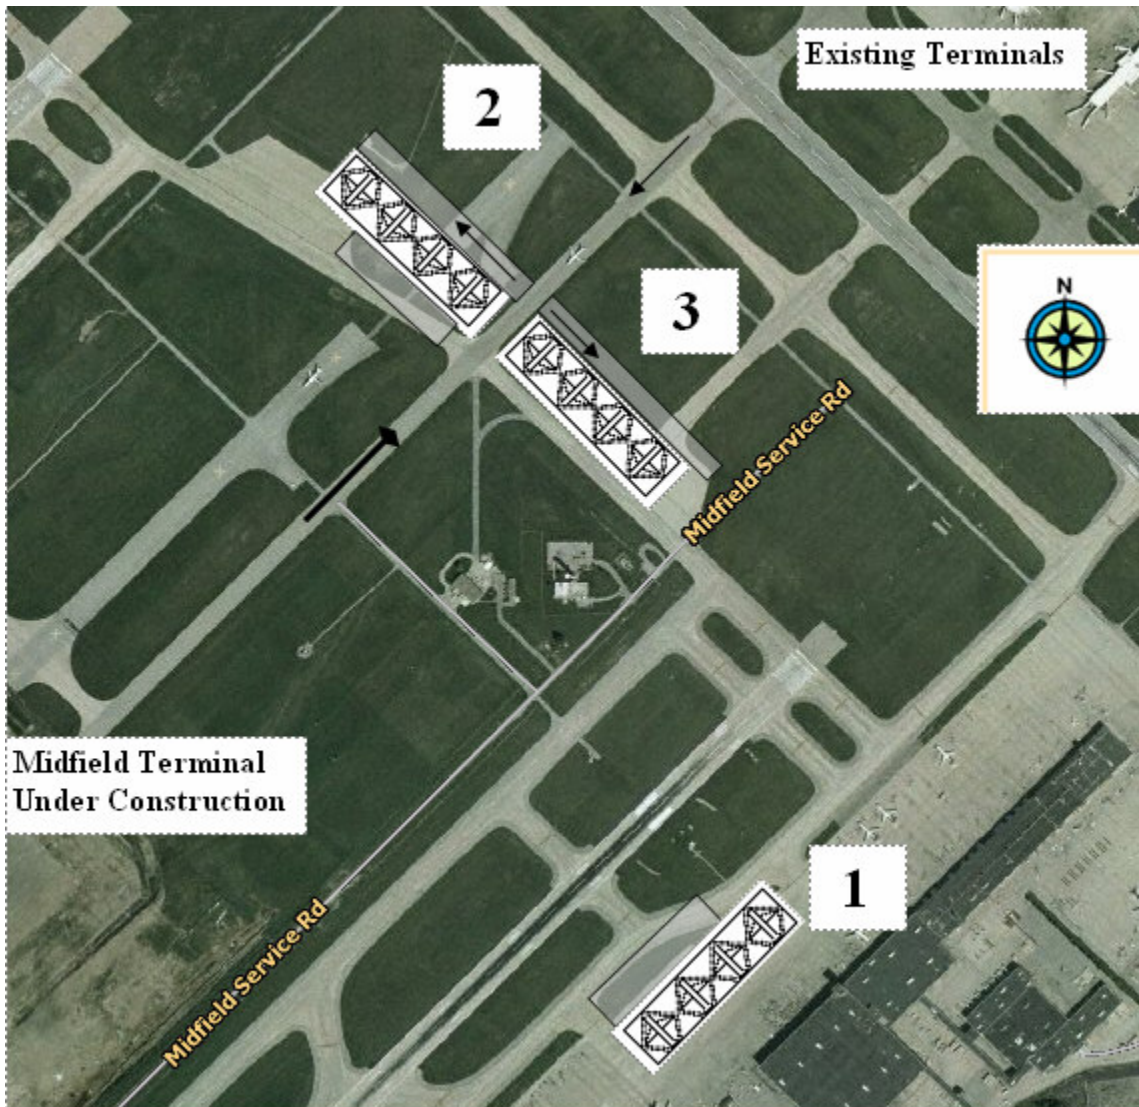 Existing Terminals
2
N
3
Midfield Service Rd
Midfield Terminal
Under Construction
1
Midfield Service Rd